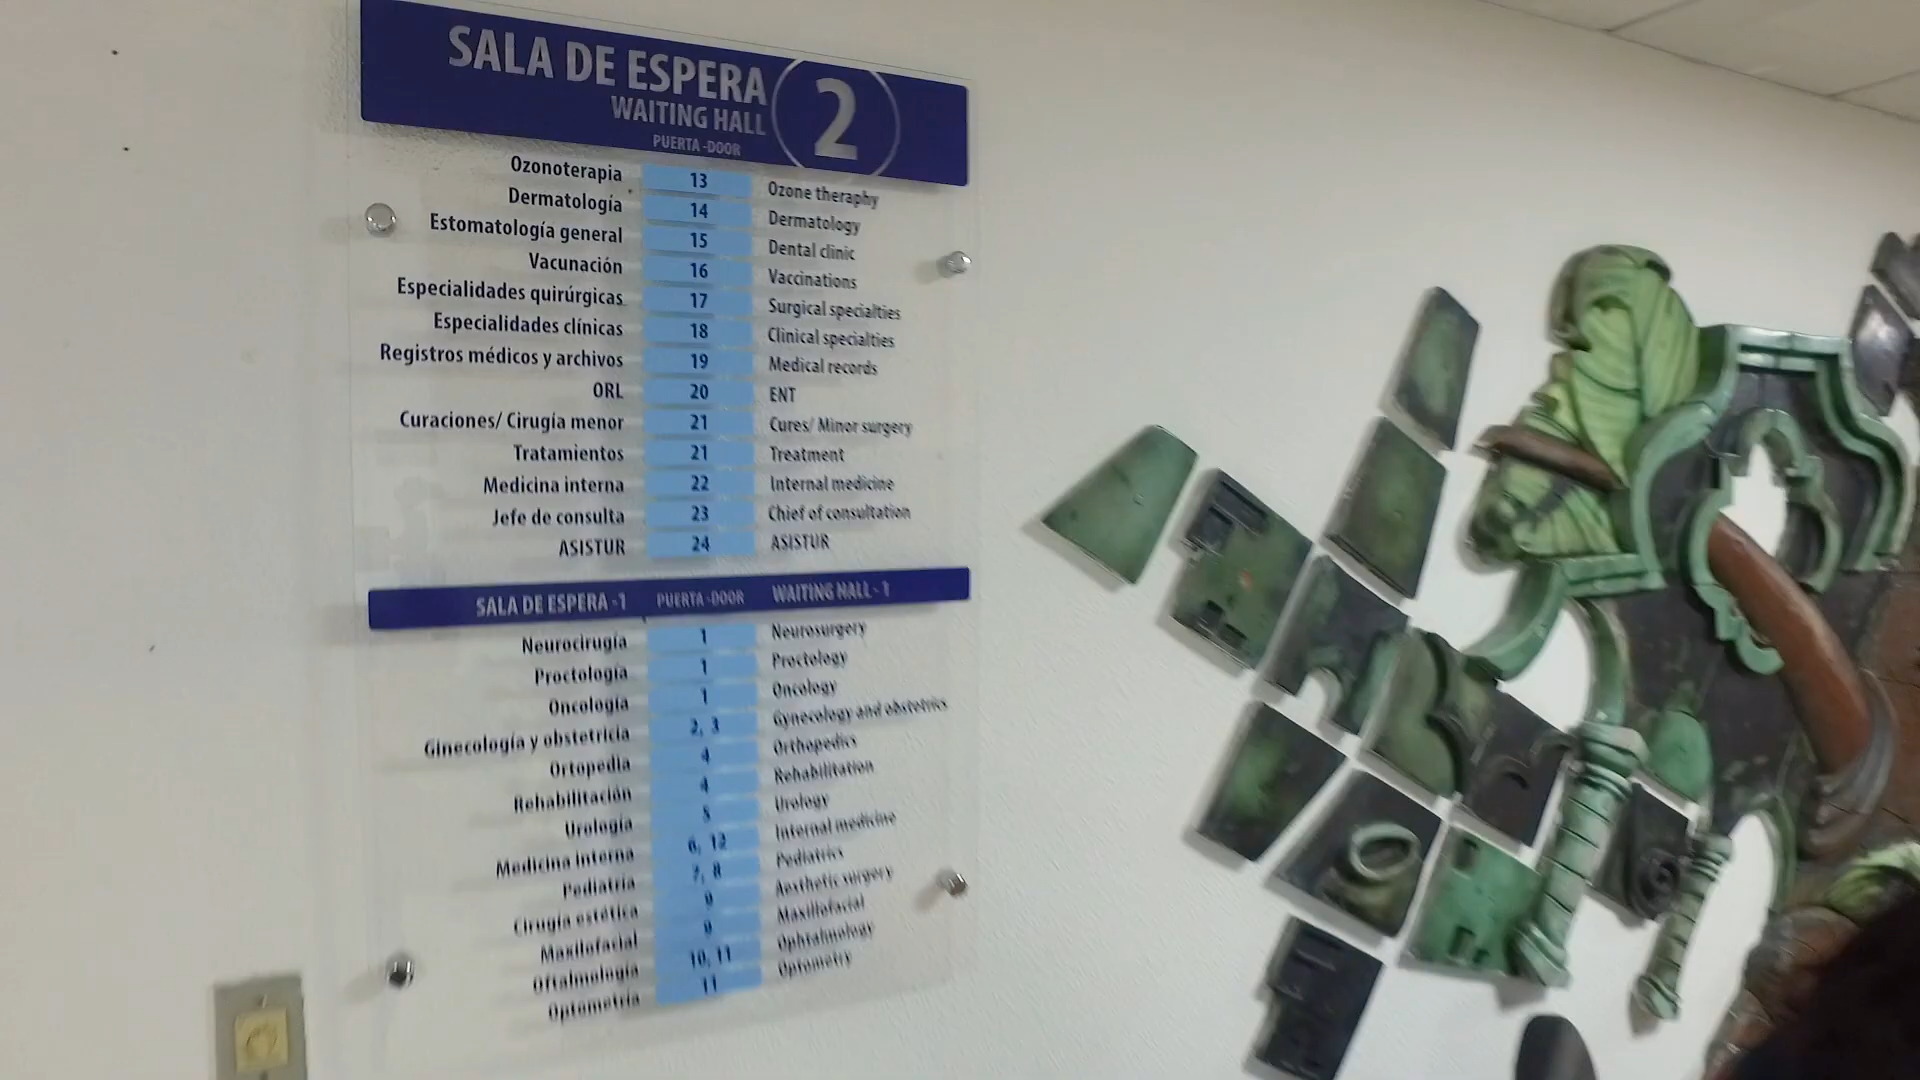 SALA DE ESPERA 2
WAITING HALL
PUERTA -DOOR
Ozonoterapia 13 Ozone theraphy
Dermatología 14 Dermatology
Estomatología general 15 Dental clinic
Vacunación 16 Vaccinations
Especialidades quirúrgicas 17 Surgical specialties
Especialidades clínicas 18 Clinical specialties
Registros médicos y archivos 19 Medical records
ORL 20 ENT
Curaciones/ Cirugía menor 21 Cures/ Minor surgery
Tratamientos 21 Treatment
Medicina interna 22 Internal medicine
Jefe de consulta 23 Chief of consultation
ASISTUR 24 ASISTUR
SALA DE ESPERA -1 PUERTA -DOOR WAITING HALL - 1
Neurocirugía 1 Neurosurgery
Proctología 1 Proctology
Oncología 1 Oncology
Ginecología y obstetricia 2, 3 Gynecology and obstetrics
Ortopedia 4 Orthopedics
Rehabilitación 4 Rehabilitation
Urología 5 Urology
Medicina interna 6, 12 Internal medicine
Pediatría 7, 8 Pediatrics
Cirugía estética 9 Aesthetic surgery
Maxilofacial 9 Maxillofacial
Oftalmología 10, 11 Ophtalmology
Optometría 11 Optometry